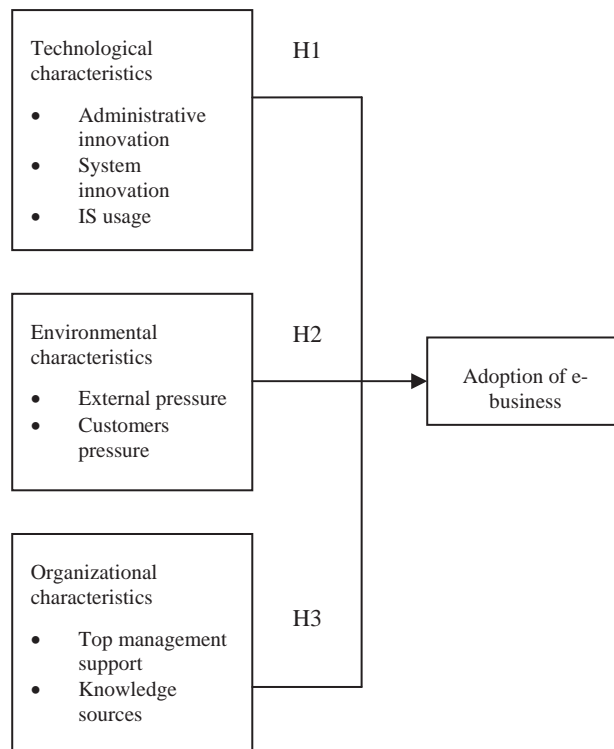 Technological
characteristics
• Administrative
innovation
• System
innovation
• IS usage
H1
Environmental
characteristics
• External pressure
• Customers
pressure
H2
Adoption of e-
business
Organizational
characteristics
• Top management
support
• Knowledge
sources
H3